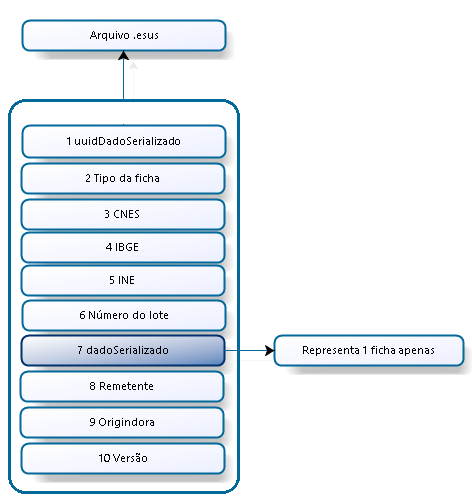 Arquivo .esus
1 uuidDadoSerializado
2 Tipo da ficha
3 CNES
4 IBGE
5 INE
6 Número do lote
7 dadoSerializado
Representa 1 ficha apenas
8 Remetente
9 Origindora
10 Versão